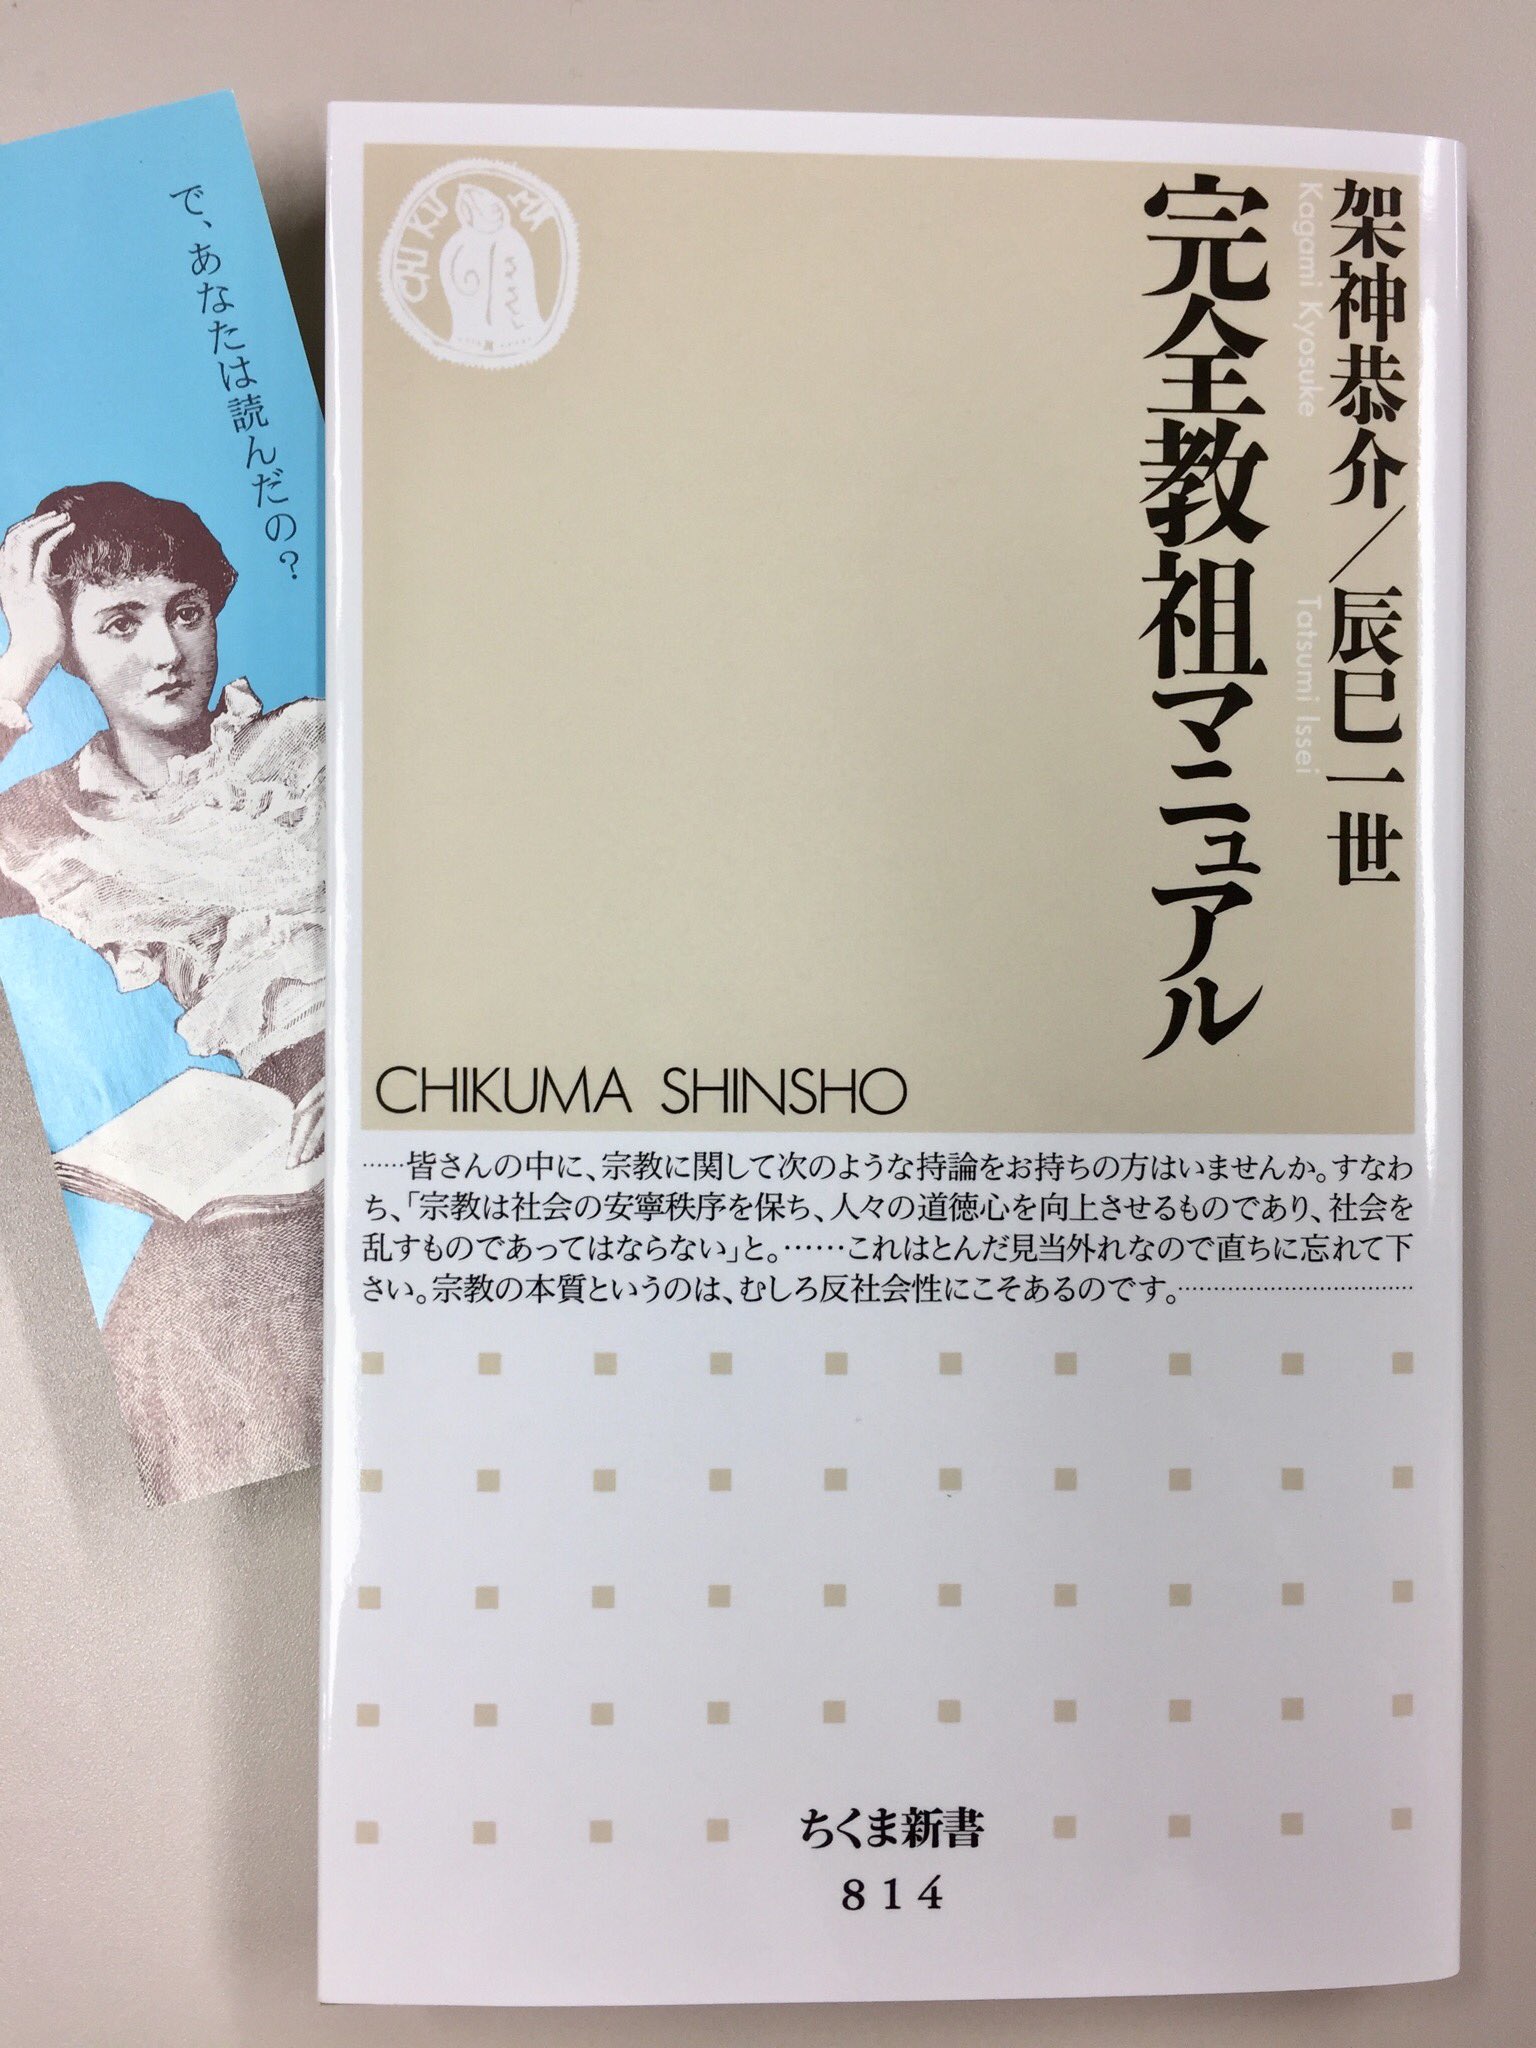 で、あなたは読んだの？
架神恭介／辰巳一世
Kagami Kyosuke Tatsumi Issei
完全教祖マニュアル
CHIKUMA
CHIKUMA SHINSHO
……皆さんの中に、宗教に関して次のような持論をお持ちの方はいませんか。すなわ
ち、「宗教は社会の安寧秩序を保ち、人々の道徳心を向上させるものであり、社会を
乱すものであってはならない」と。……これはとんだ見当外れなので直ちに忘れて下
さい。宗教の本質というのは、むしろ反社会性にこそあるのです。…………………………
ちくま新書
814